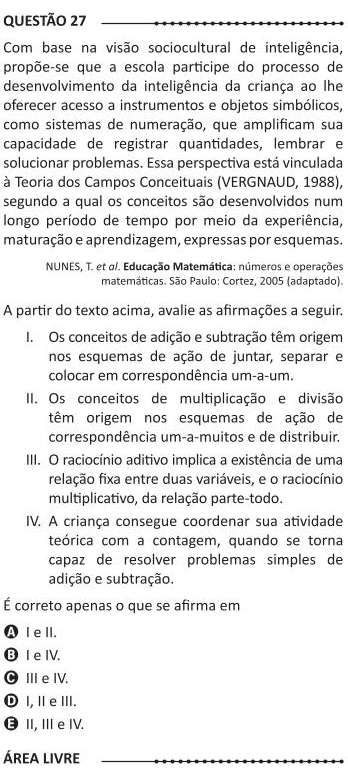 QUESTÃO 27
Com base na visão sociocultural de inteligência,
propõe-se que a escola participe do processo de
desenvolvimento da inteligência da criança ao lhe
oferecer acesso a instrumentos e objetos simbólicos,
como sistemas de numeração, que amplificam sua
capacidade de registrar quantidades, lembrar e
solucionar problemas. Essa perspectiva está vinculada
à Teoria dos Campos Conceituais (VERGNAUD, 1988),
segundo a qual os conceitos são desenvolvidos num
longo período de tempo por meio da experiência,
maturação e aprendizagem, expressas por esquemas.
NUNES, T. et al. Educação Matemática: números e operações
matemáticas. São Paulo: Cortez, 2005 (adaptado).
A partir do texto acima, avalie as afirmações a seguir.
I. Os conceitos de adição e subtração têm origem
nos esquemas de ação de juntar, separar e
colocar em correspondência um-a-um.
II. Os conceitos de multiplicação e divisão
têm origem nos esquemas de ação de
correspondência um-a-muitos e de distribuir.
III. O raciocínio aditivo implica a existência de uma
relação fixa entre duas variáveis, e o raciocínio
multiplicativo, da relação parte-todo.
IV. A criança consegue coordenar sua atividade
teórica com a contagem, quando se torna
capaz de resolver problemas simples de
adição e subtração.
É correto apenas o que se afirma em
A I e II.
B I e IV.
C III e IV.
D I, II e III.
E II, III e IV.
ÁREA LIVRE